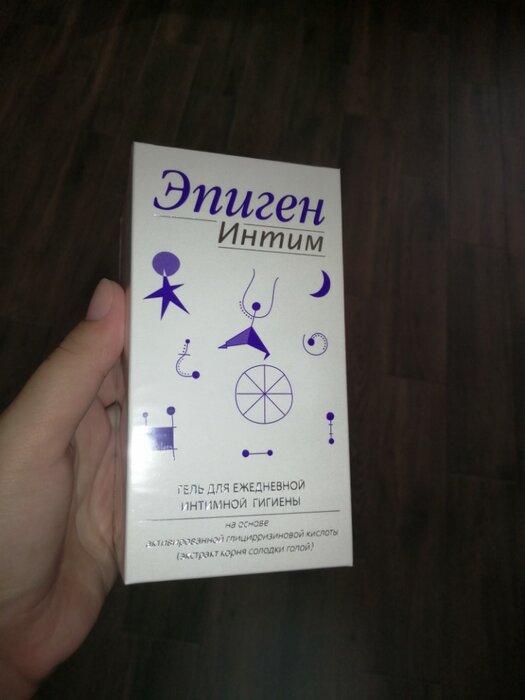 Эпиген
Интим
ГЕЛЬ ДЛЯ ЕЖЕДНЕВНОЙ
ИНТИМНОЙ ГИГИЕНЫ
на основе
активированной глицирризиновой кислоты
(экстракт корня солодки голой)